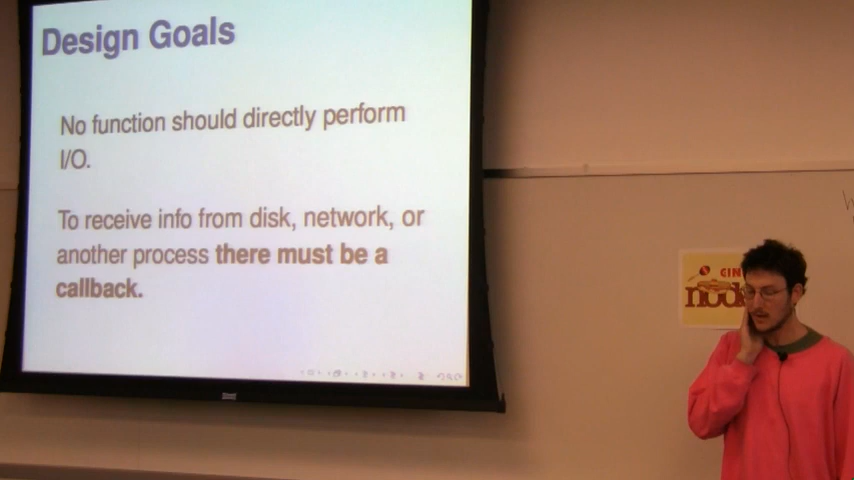 Design Goals
No function should directly perform
I/O.
To receive info from disk, network, or
another process there must be a
callback.
CIN
node